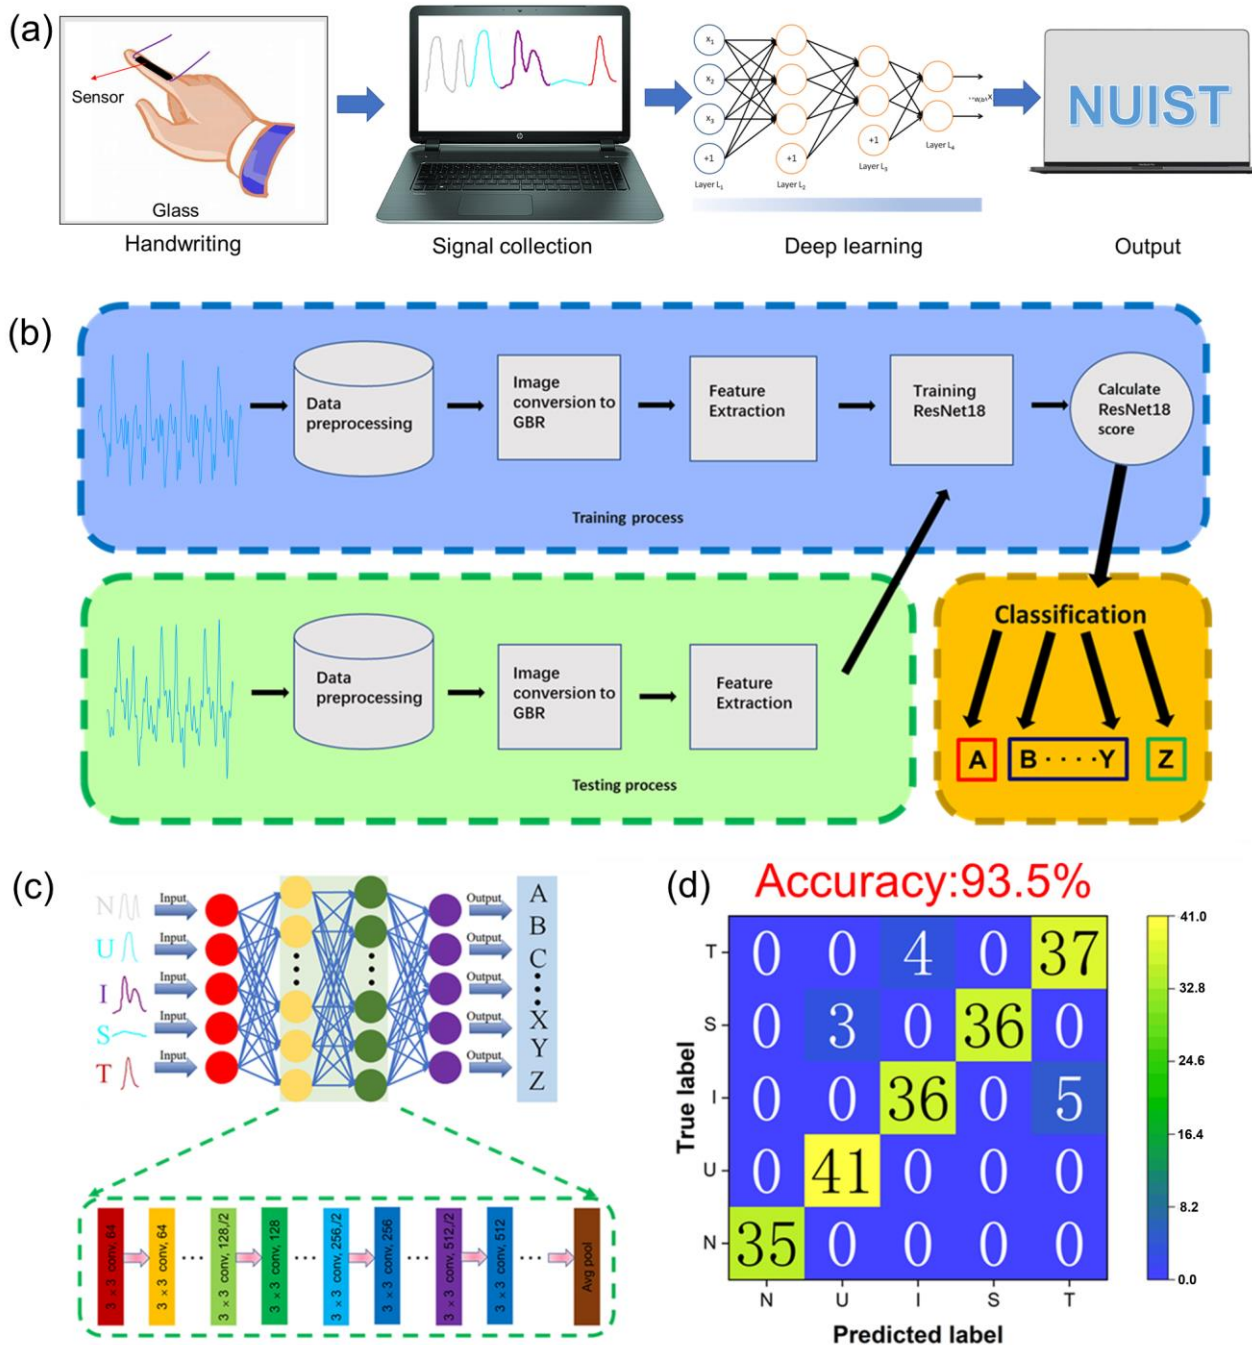 (a)
Sensor
Glass
Handwriting
hp
Signal collection
x1
x2
x3
+1
+1
+1
Layer L1
Layer L2
Layer L3
Layer L4
Deep learning
NUIST
Output
(b)
Data
preprocessing
Image
conversion to
GBR
Feature
Extraction
Training
ResNet18
Calculate
ResNet18
score
Training process
Data
preprocessing
Image
conversion to
GBR
Feature
Extraction
Testing process
Classification
A
B · · · · Y
Z
(c)
N Input Output A
U Input Output B
C
I Input Output
S Input Output X
Y
T Input Output Z
3 × 3 conv, 64
3 × 3 conv, 64
...
3 × 3 conv, 128,/2
3 × 3 conv, 128
...
3 × 3 conv, 256,/2
3 × 3 conv, 256
...
3 × 3 conv, 512,/2
3 × 3 conv, 512
...
Avg pool
(d)
Accuracy:93.5%
True label
T 0 0 4 0 37
S 0 3 0 36 0
I 0 0 36 0 5
U 0 41 0 0 0
N 35 0 0 0 0
N U I S T
Predicted label
41.0
32.8
24.6
16.4
8.2
0.0